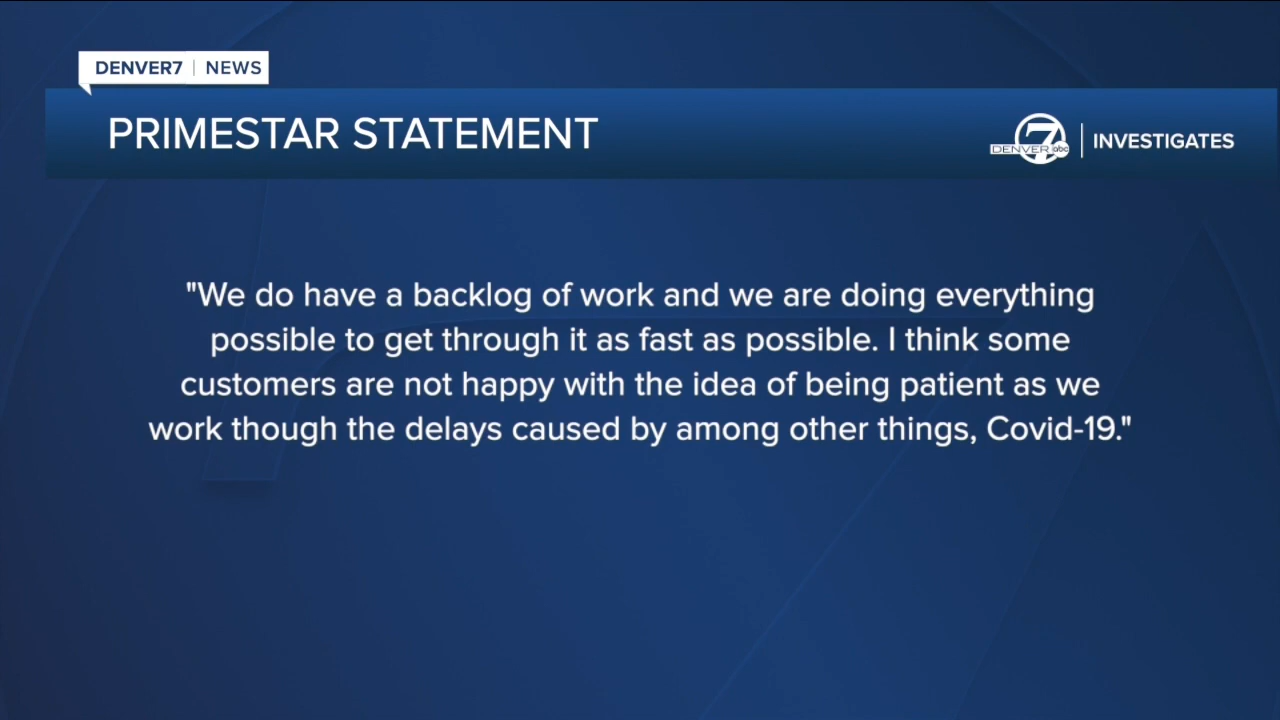 DENVER7 | NEWS
PRIMESTAR STATEMENT
7
DENVER abc
INVESTIGATES
"We do have a backlog of work and we are doing everything
possible to get through it as fast as possible. I think some
customers are not happy with the idea of being patient as we
work though the delays caused by among other things, Covid-19."